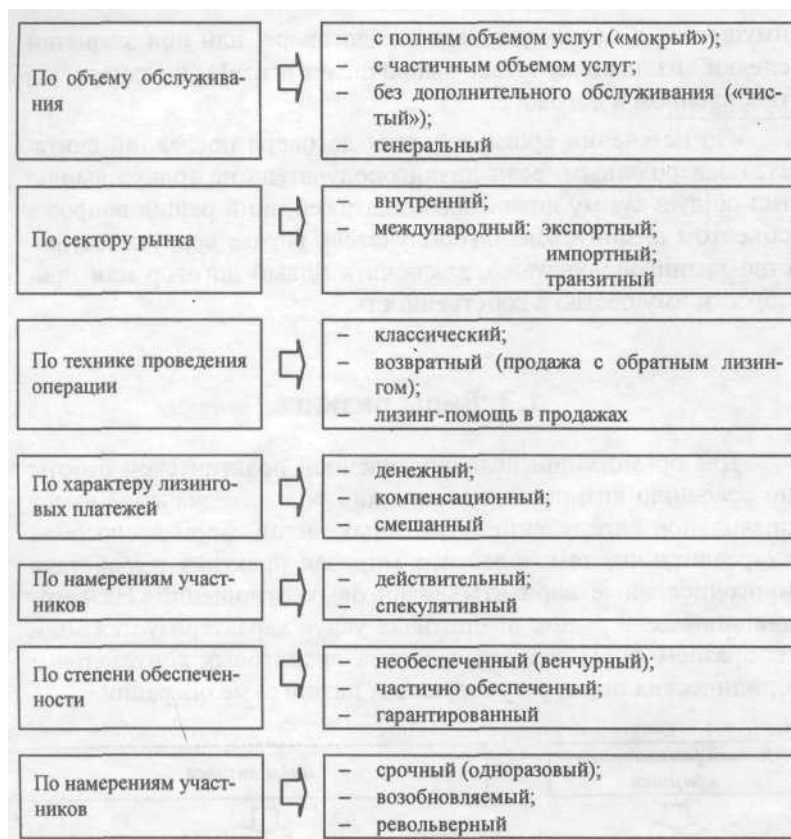 По объему обслужива-
ния
– с полным объемом услуг («мокрый»);
– с частичным объемом услуг;
– без дополнительного обслуживания («чис-
тый»);
– генеральный
По сектору рынка
– внутренний;
– международный: экспортный;
импортный;
транзитный
По технике проведения
операции
– классический;
– возвратный (продажа с обратным лизин-
гом);
– лизинг-помощь в продажах
По характеру лизинго-
вых платежей
– денежный;
– компенсационный;
– смешанный
По намерениям участ-
ников
– действительный;
– спекулятивный
По степени обеспечен-
ности
– необеспеченный (венчурный);
– частично обеспеченный;
– гарантированный
По намерениям участ-
ников
– срочный (одноразовый);
– возобновляемый;
– револьверный